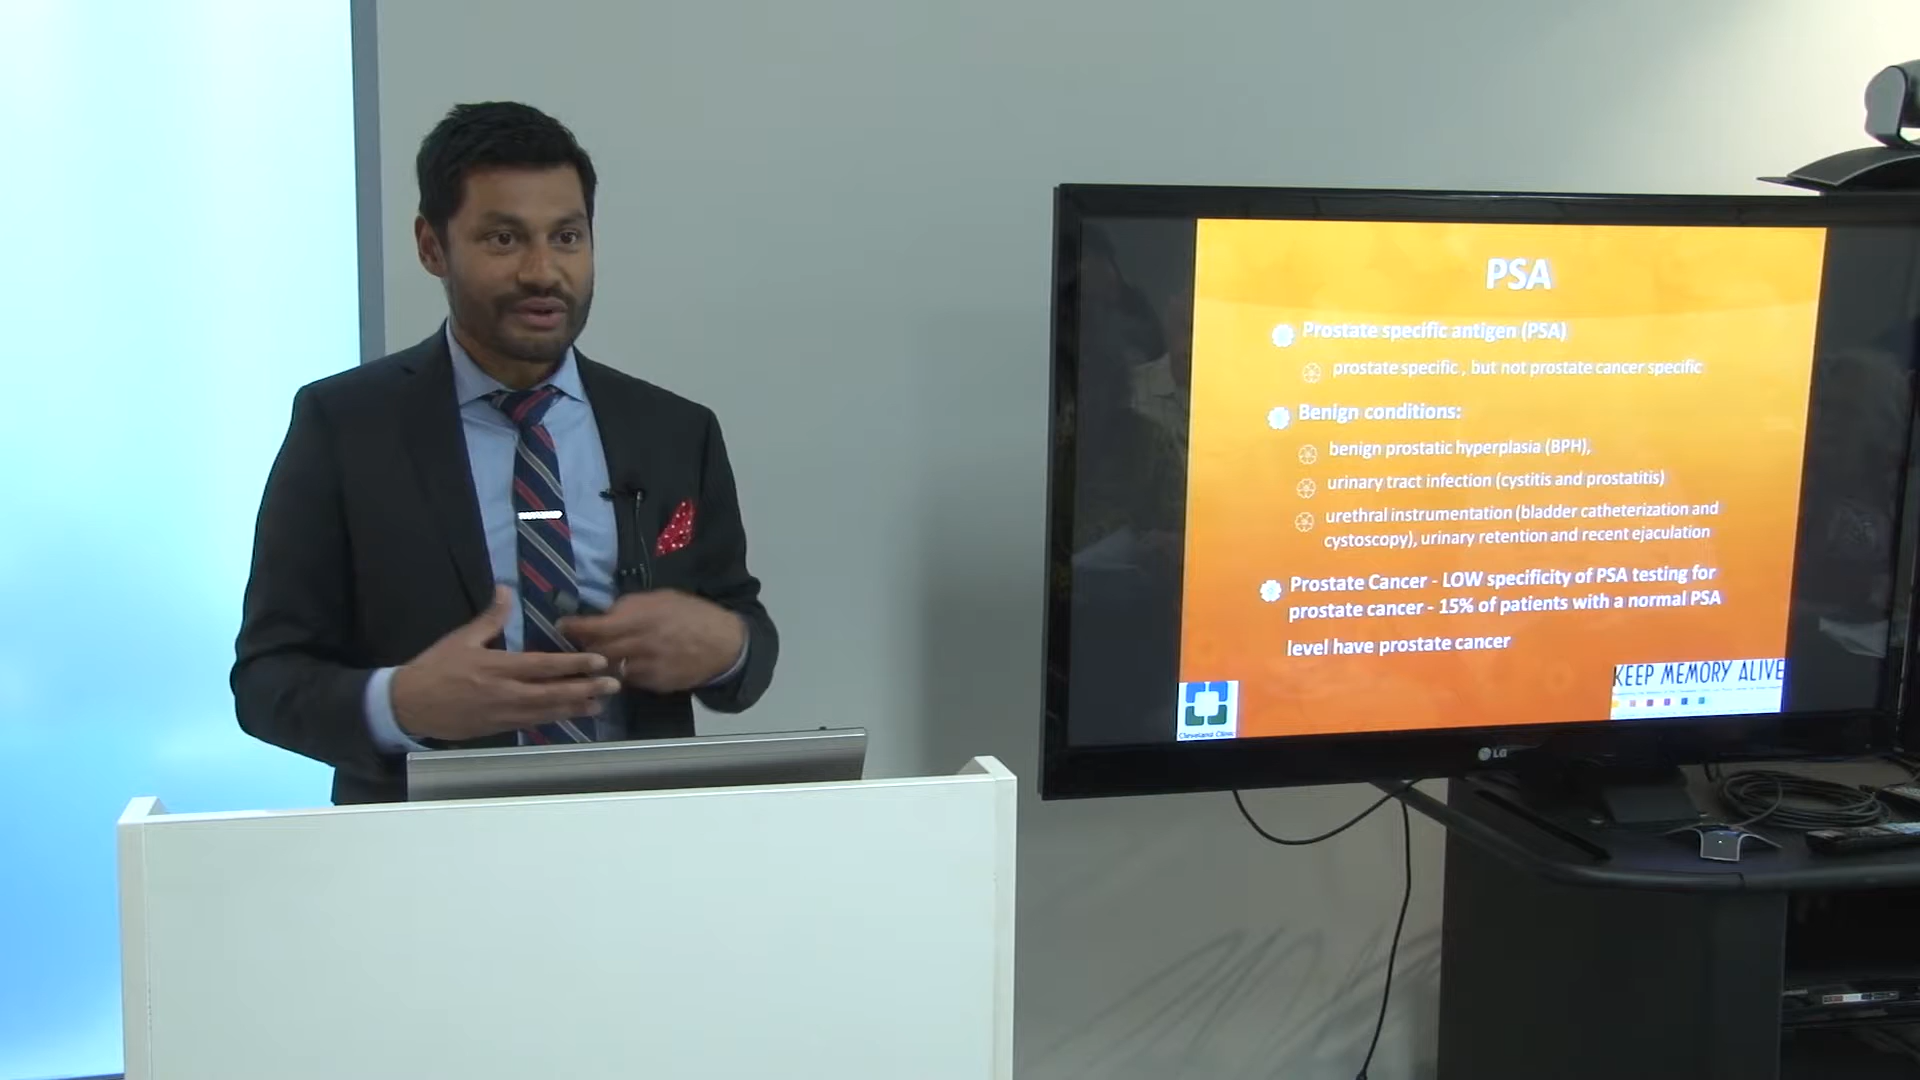 PSA
Prostate specific antigen (PSA)
prostate specific , but not prostate cancer specific
Benign conditions:
benign prostatic hyperplasia (BPH),
urinary tract infection (cystitis and prostatitis)
urethral instrumentation (bladder catheterization and
cystoscopy), urinary retention and recent ejaculation
Prostate Cancer - LOW specificity of PSA testing for
prostate cancer - 15% of patients with a normal PSA
level have prostate cancer
KEEP MEMORY ALIVE
Cleveland Clinic
LG